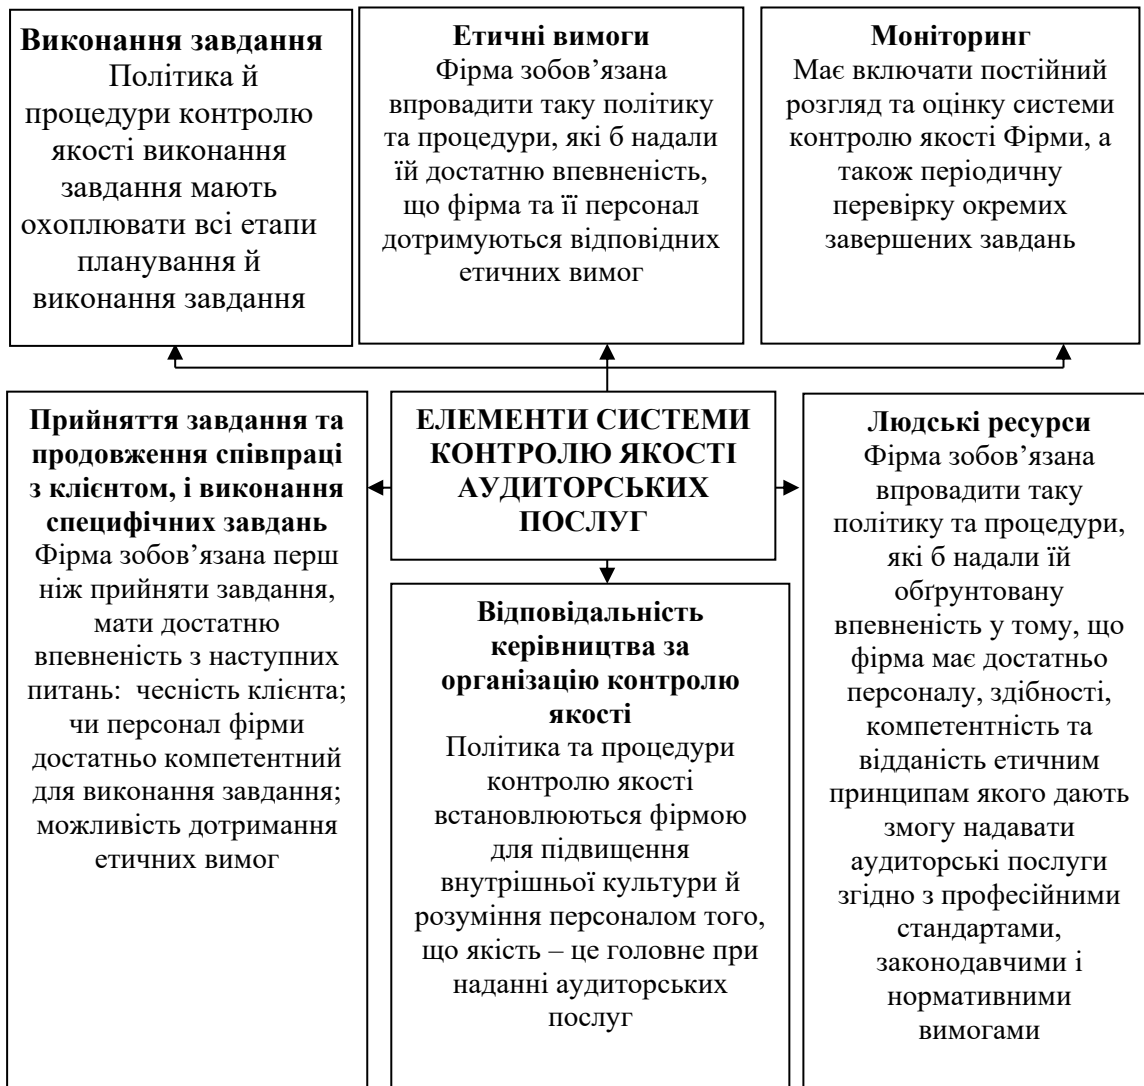 Виконання завдання
Політика й
процедури контролю
якості виконання
завдання мають
охоплювати всі етапи
планування й
виконання завдання
Етичні вимоги
Фірма зобов’язана
впровадити таку політику
та процедури, які б надали
їй достатню впевненість,
що фірма та її персонал
дотримуються відповідних
етичних вимог
Моніторинг
Має включати постійний
розгляд та оцінку системи
контролю якості Фірми, а
також періодичну
перевірку окремих
завершених завдань
Прийняття завдання та
продовження співпраці
з клієнтом, і виконання
специфічних завдань
Фірма зобов’язана перш
ніж прийняти завдання,
мати достатню
впевненість з наступних
питань: чесність клієнта;
чи персонал фірми
достатньо компетентний
для виконання завдання;
можливість дотримання
етичних вимог
ЕЛЕМЕНТИ СИСТЕМИ
КОНТРОЛЮ ЯКОСТІ
АУДИТОРСЬКИХ
ПОСЛУГ
Відповідальність
керівництва за
організацію контролю
якості
Політика та процедури
контролю якості
встановлюються фірмою
для підвищення
внутрішньої культури й
розуміння персоналом того,
що якість – це головне при
наданні аудиторських
послуг
Людські ресурси
Фірма зобов’язана
впровадити таку
політику та процедури,
які б надали їй
обґрунтовану
впевненість у тому, що
фірма має достатньо
персоналу, здібності,
компетентність та
відданість етичним
принципам якого дають
змогу надавати
аудиторські послуги
згідно з професійними
стандартами,
законодавчими і
нормативними
вимогами